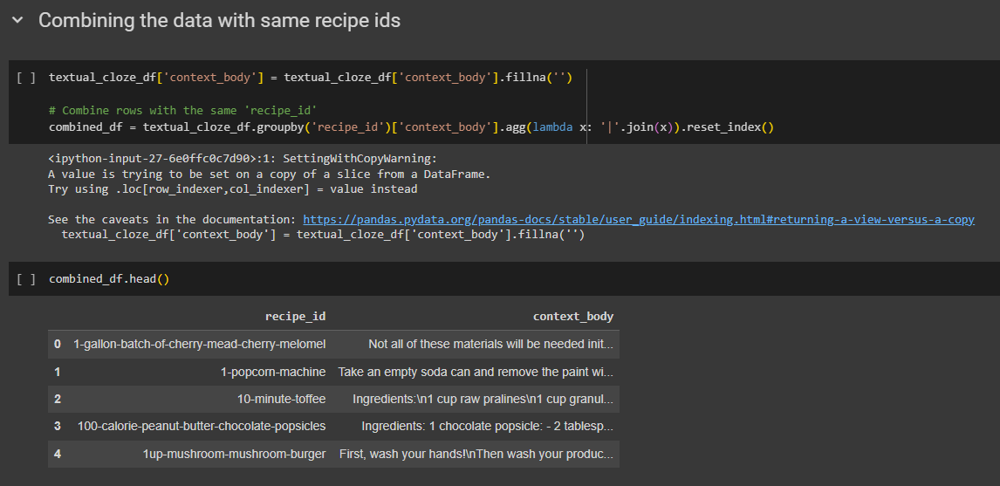 Combining the data with same recipe ids
[ ] textual_cloze_df['context_body'] = textual_cloze_df['context_body'].fillna('')
# Combine rows with the same 'recipe_id'
combined_df = textual_cloze_df.groupby('recipe_id')['context_body'].agg(lambda x: '|'.join(x)).reset_index()
<ipython-input-27-6e0ffc0c7d90>:1: SettingWithCopyWarning:
A value is trying to be set on a copy of a slice from a DataFrame.
Try using .loc[row_indexer,col_indexer] = value instead
See the caveats in the documentation: https://pandas.pydata.org/pandas-docs/stable/user_guide/indexing.html#returning-a-view-versus-a-copy
textual_cloze_df['context_body'] = textual_cloze_df['context_body'].fillna('')
[ ] combined_df.head()
recipe_id context_body
0 1-gallon-batch-of-cherry-mead-cherry-melomel Not all of these materials will be needed init...
1 1-popcorn-machine Take an empty soda can and remove the paint wi...
2 10-minute-toffee Ingredients:\n1 cup raw pralines\n1 cup granul...
3 100-calorie-peanut-butter-chocolate-popsicles Ingredients: 1 chocolate popsicle: - 2 tablesp...
4 1up-mushroom-mushroom-burger First, wash your hands!\nThen wash your produc...